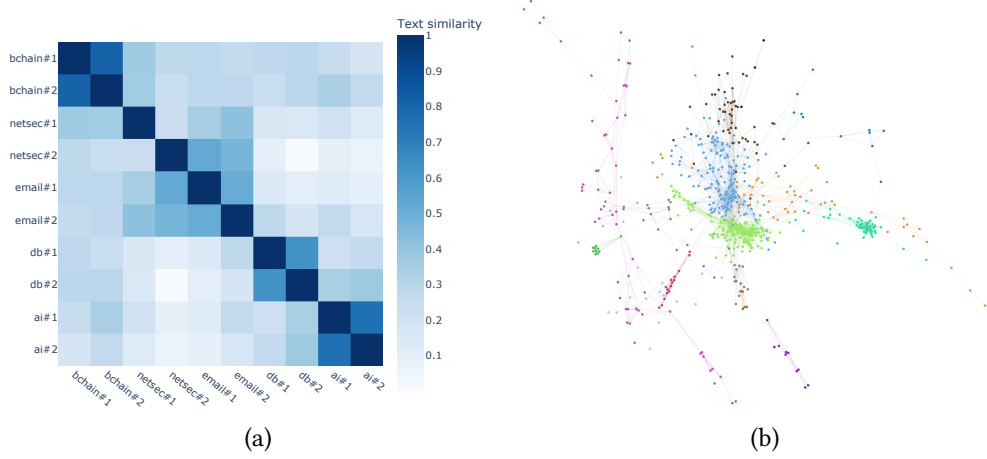 Text similarity
bchain#1
bchain#2
netsec#1
netsec#2
email#1
email#2
db#1
db#2
ai#1
ai#2
1
0.9
0.8
0.7
0.6
0.5
0.4
0.3
0.2
0.1
bchain#1
bchain#2
netsec#1
netsec#2
email#1
email#2
db#1
db#2
ai#1
ai#2
(a)
(b)